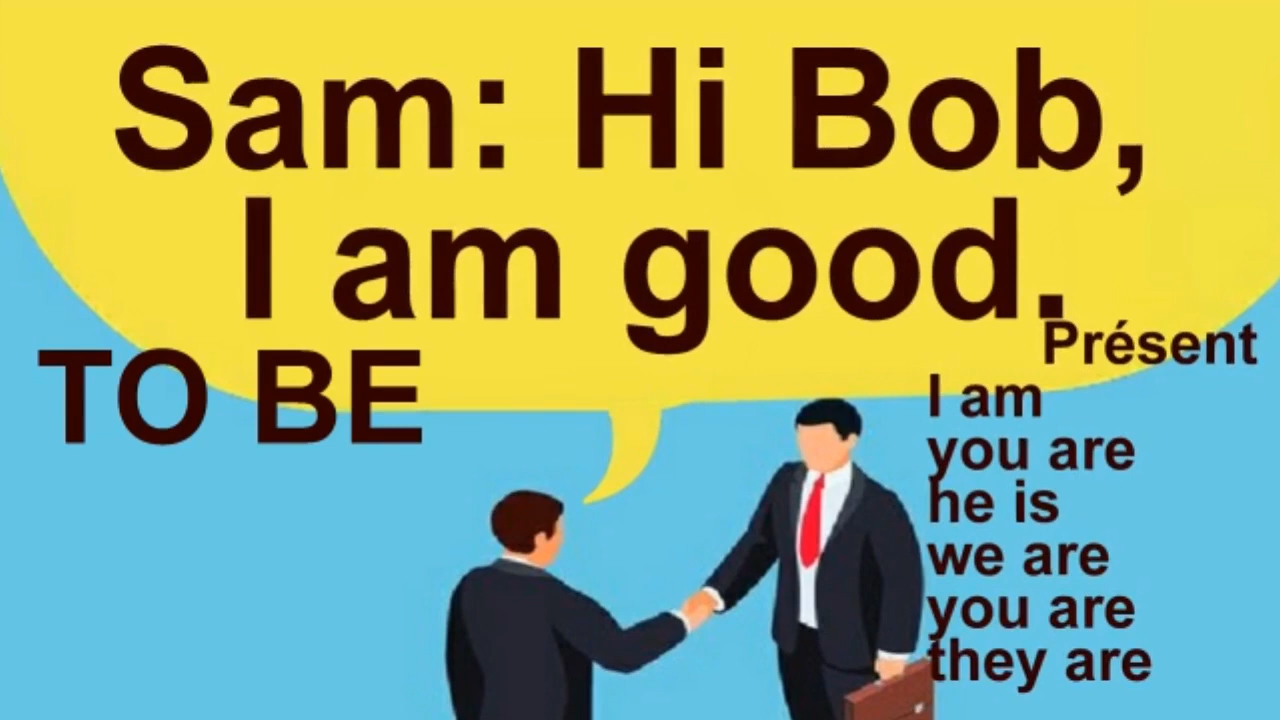 Sam: Hi Bob,
I am good.
TO BE
Présent
I am
you are
he is
we are
you are
they are